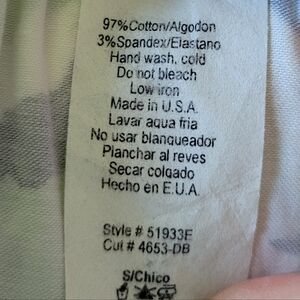 97%Cotton/Algodon
3%Spandex/Elastano
Hand wash, cold
Do not bleach
Low iron
Made in U.S.A.
Lavar aqua fria
No usar blanqueador
Planchar al reves
Secar colgado
Hecho en E.U.A.
Style # 51933E
Cut # 4653-DB
S/Chico